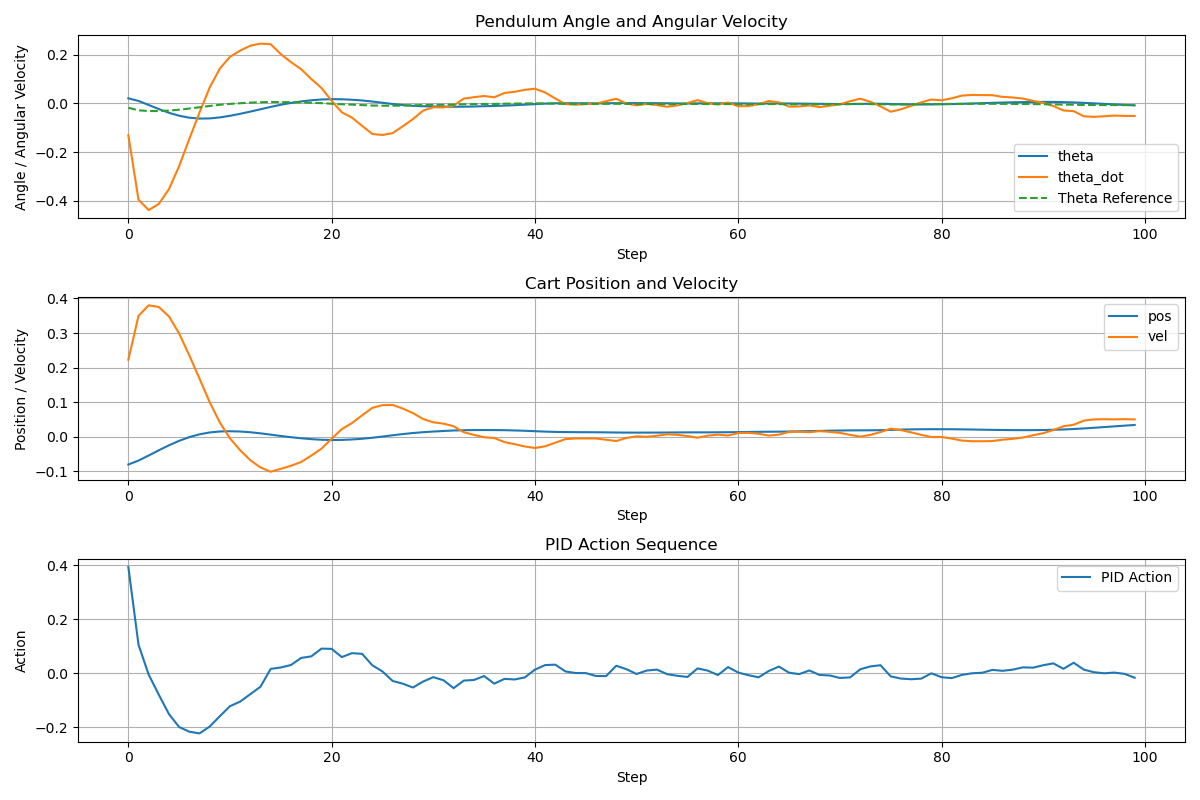 Pendulum Angle and Angular Velocity
Angle / Angular Velocity
0.2
0.0
−0.2
−0.4
theta
theta_dot
Theta Reference
0 20 40 60 80 100
Step
Cart Position and Velocity
Position / Velocity
0.4
0.3
0.2
0.1
0.0
−0.1
pos
vel
0 20 40 60 80 100
Step
PID Action Sequence
Action
0.4
0.2
0.0
−0.2
PID Action
0 20 40 60 80 100
Step